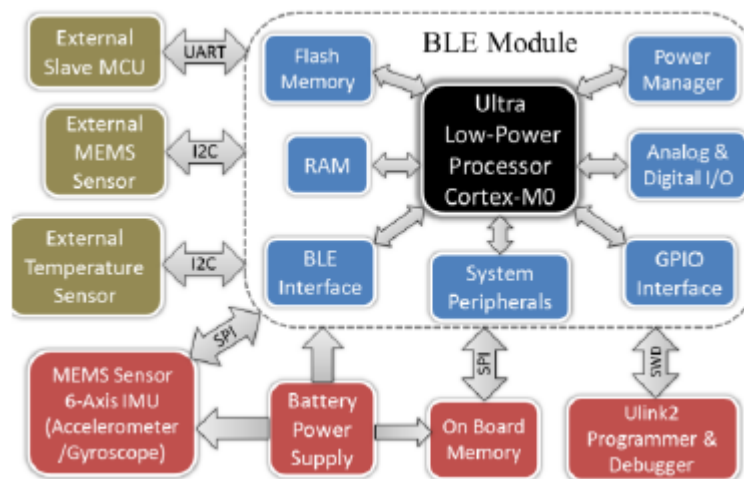 BLE Module
External
Slave MCU
UART
Flash
Memory
Power
Manager
Ultra
Low-Power
Processor
Cortex-M0
External
MEMS
Sensor
I2C
RAM
Analog &
Digital I/O
External
Temperature
Sensor
I2C
BLE
Interface
System
Peripherals
GPIO
Interface
SPI
SPI
SWD
MEMS Sensor
6-Axis IMU
(Accelerometer
/Gyroscope)
Battery
Power
Supply
On Board
Memory
Ulink2
Programmer &
Debugger